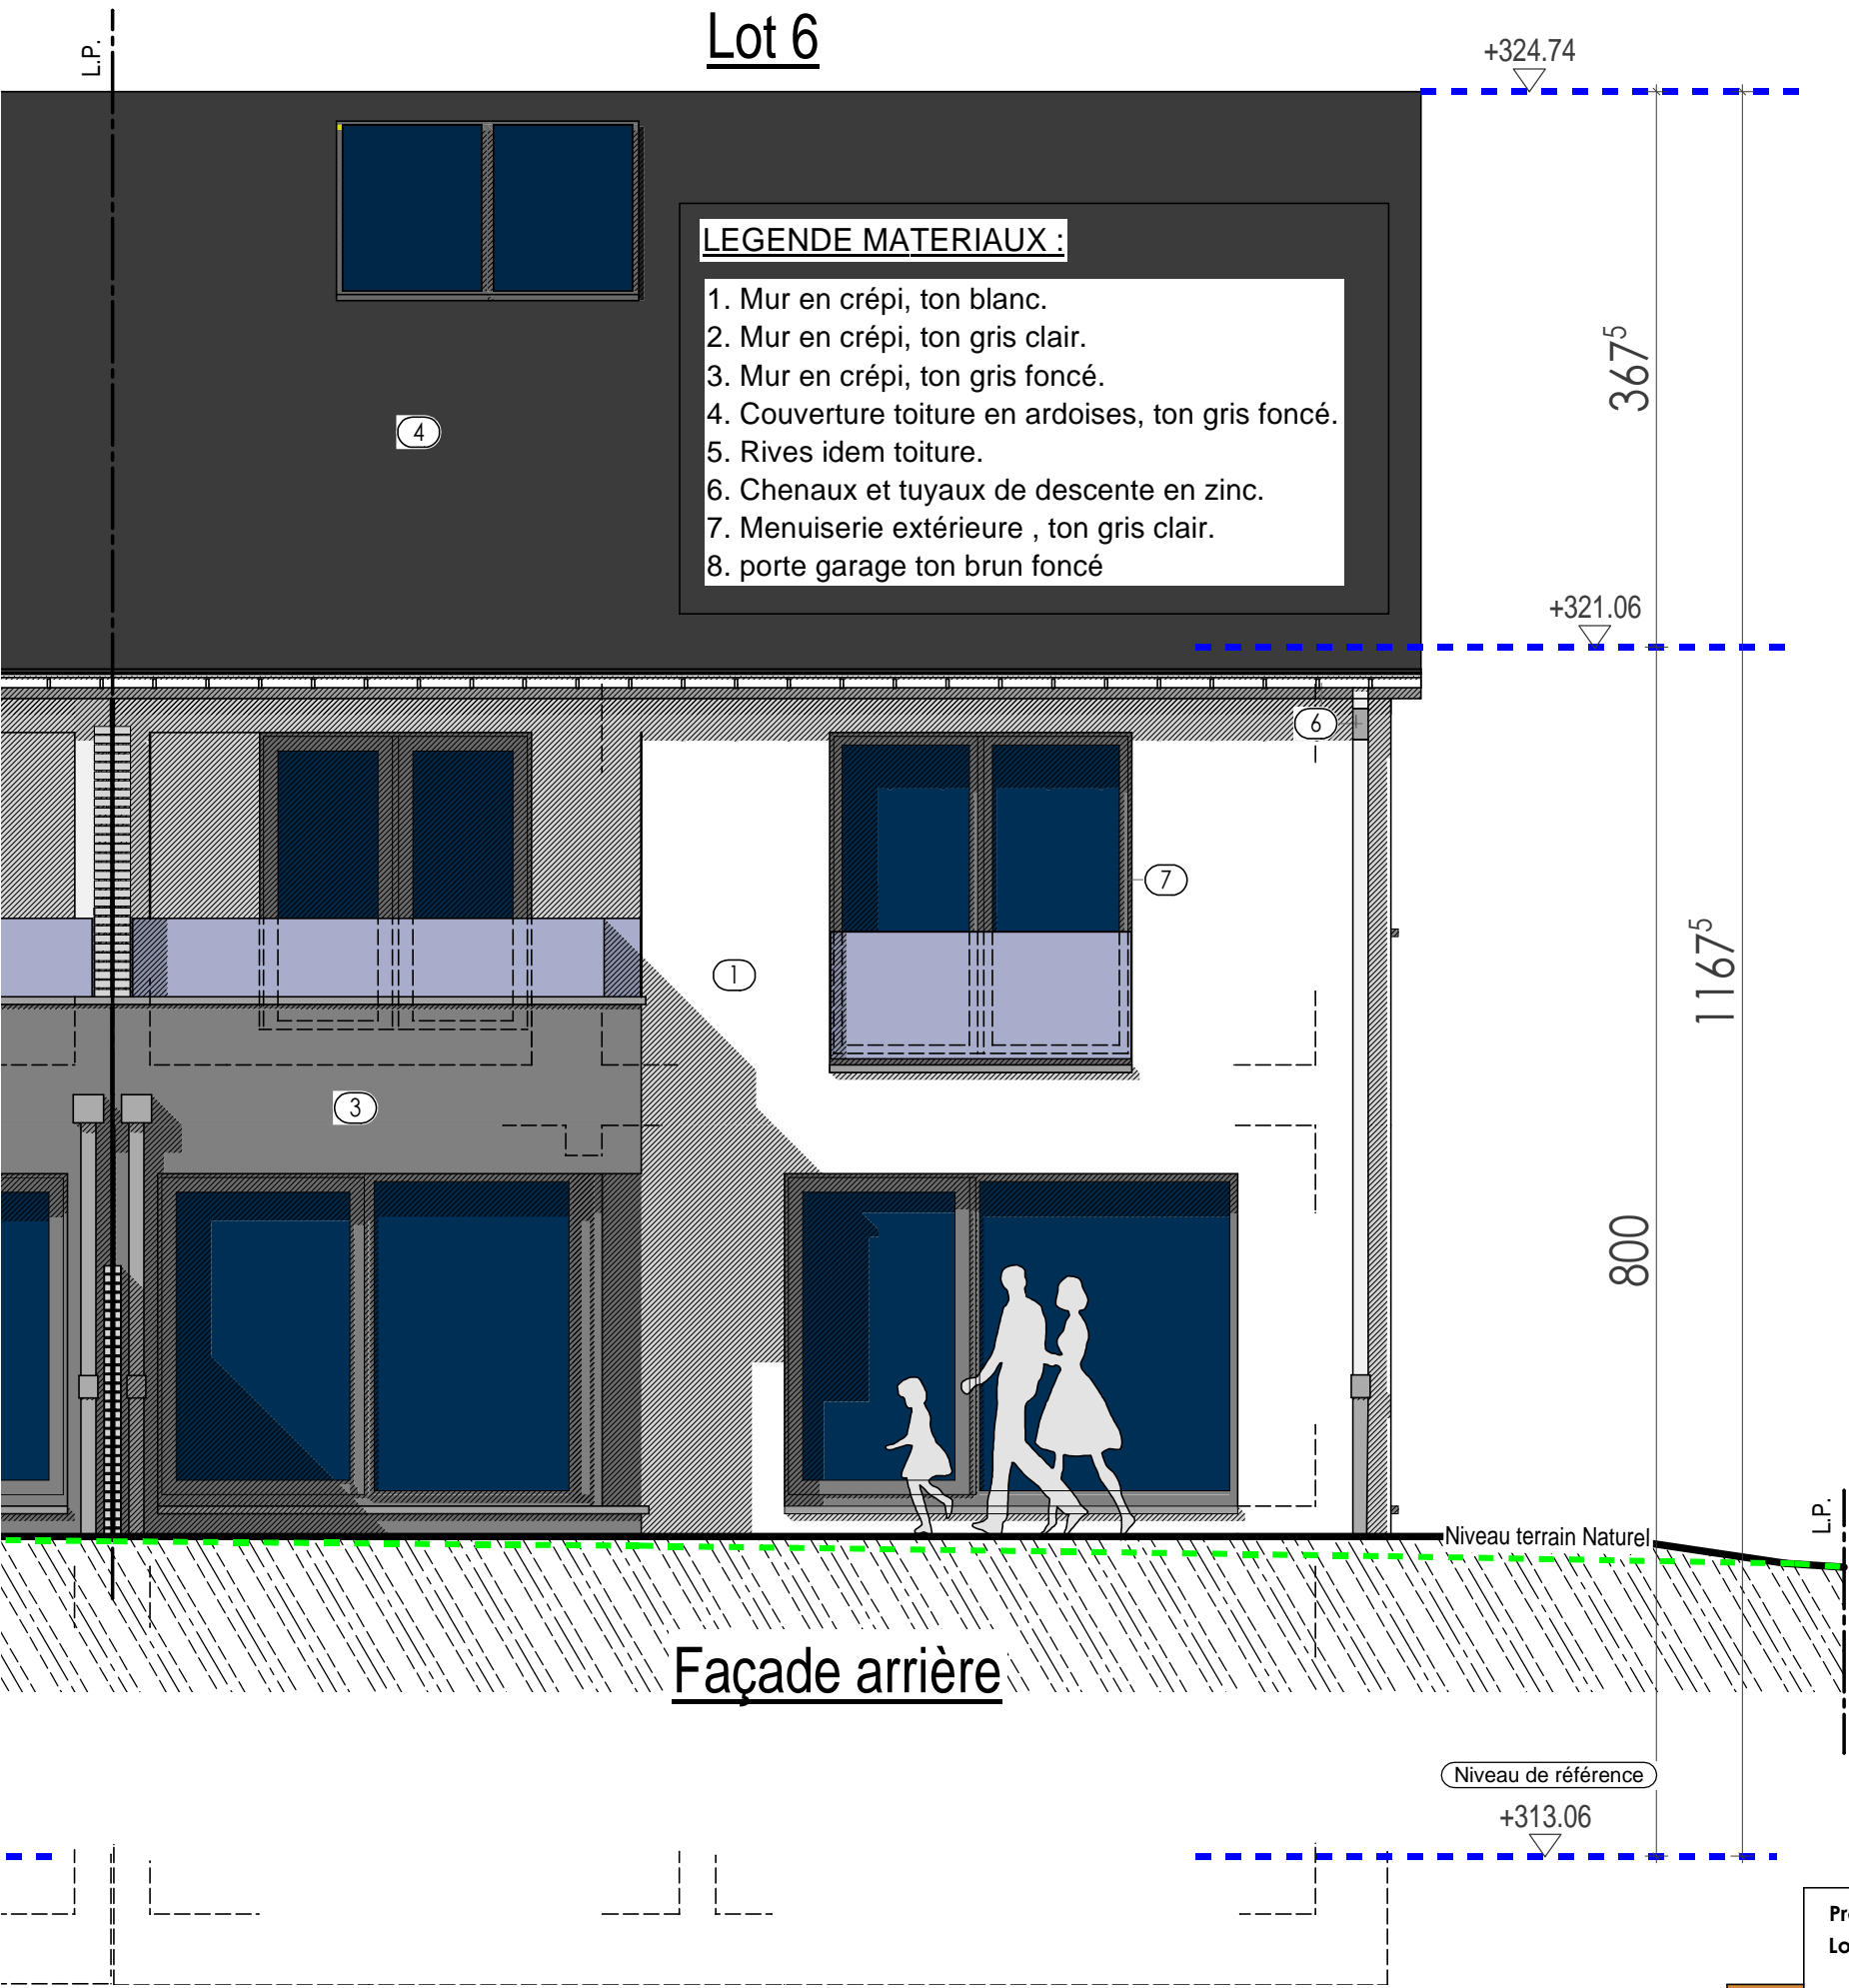 Lot 6
L.P.
+324.74
LEGENDE MATERIAUX :
1. Mur en crépi, ton blanc.
2. Mur en crépi, ton gris clair.
3. Mur en crépi, ton gris foncé.
4. Couverture toiture en ardoises, ton gris foncé.
5. Rives idem toiture.
6. Chenaux et tuyaux de descente en zinc.
7. Menuiserie extérieure , ton gris clair.
8. porte garage ton brun foncé
367⁵
4
+321.06
6
7
1
1167⁵
3
800
L.P.
Niveau terrain Naturel
Façade arrière
Niveau de référence
+313.06